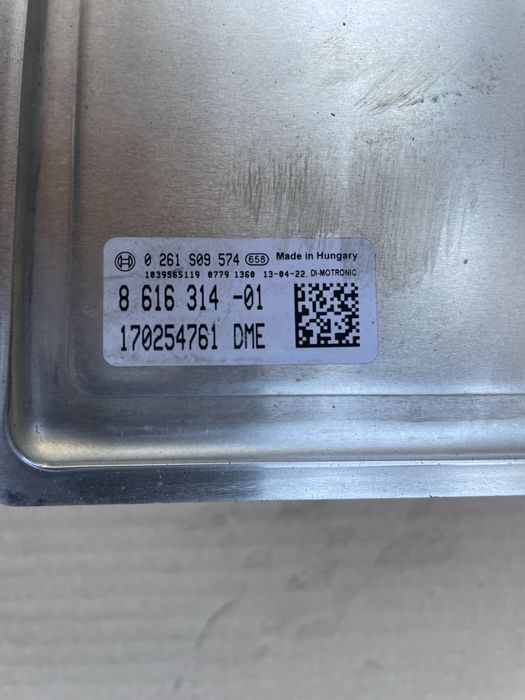 0 261 S09 574 658 Made in Hungary
1039S65119 0779 1360 13-04-22 DI-MOTRONIC
8 616 314 -01
170254761 DME